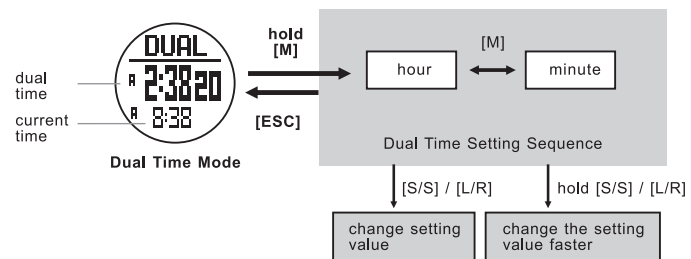 DUAL
A 2:38 20
A 8:38
dual
time
current
time
Dual Time Mode
hold
[M]
[ESC]
hour
[M]
minute
Dual Time Setting Sequence
[S/S] / [L/R]
hold [S/S] / [L/R]
change setting
value
change the setting
value faster